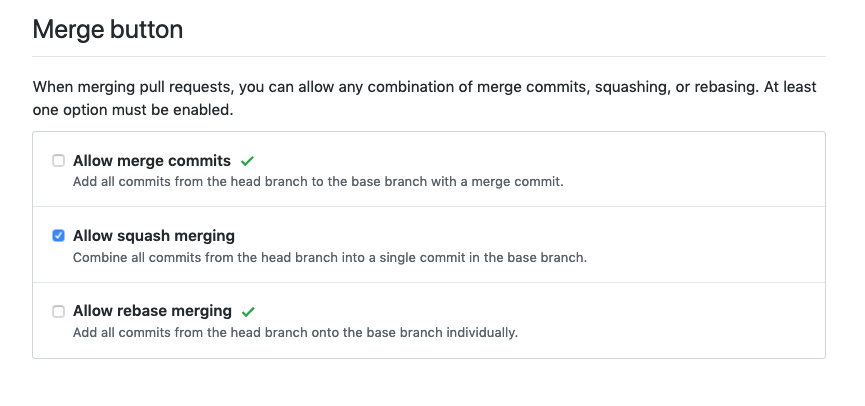 Merge button
When merging pull requests, you can allow any combination of merge commits, squashing, or rebasing. At least
one option must be enabled.
Allow merge commits
Add all commits from the head branch to the base branch with a merge commit.
Allow squash merging
Combine all commits from the head branch into a single commit in the base branch.
Allow rebase merging
Add all commits from the head branch onto the base branch individually.